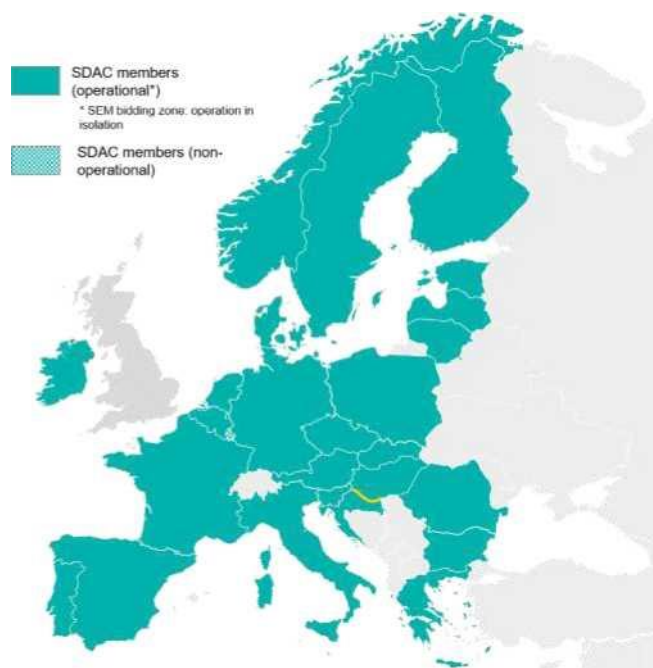 SDAC members
(operational*)
* SEM bidding zone: operation in
isolation
SDAC members (non-
operational)